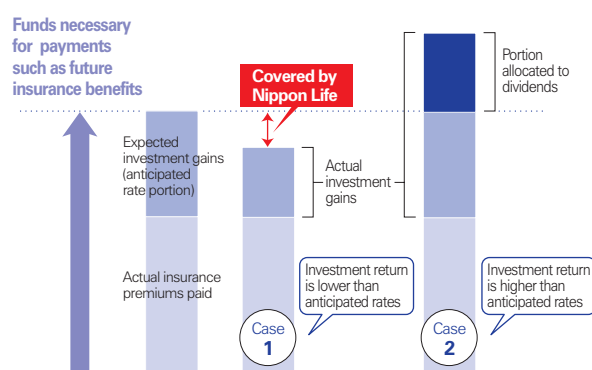 Funds necessary
for payments
such as future
insurance benefits
Covered by
Nippon Life
Portion
allocated to
dividends
Expected
investment gains
(anticipated
rate portion)
Actual
investment
gains
Actual insurance
premiums paid
Investment return
is lower than
anticipated rates
Investment return
is higher than
anticipated rates
Case
1
Case
2